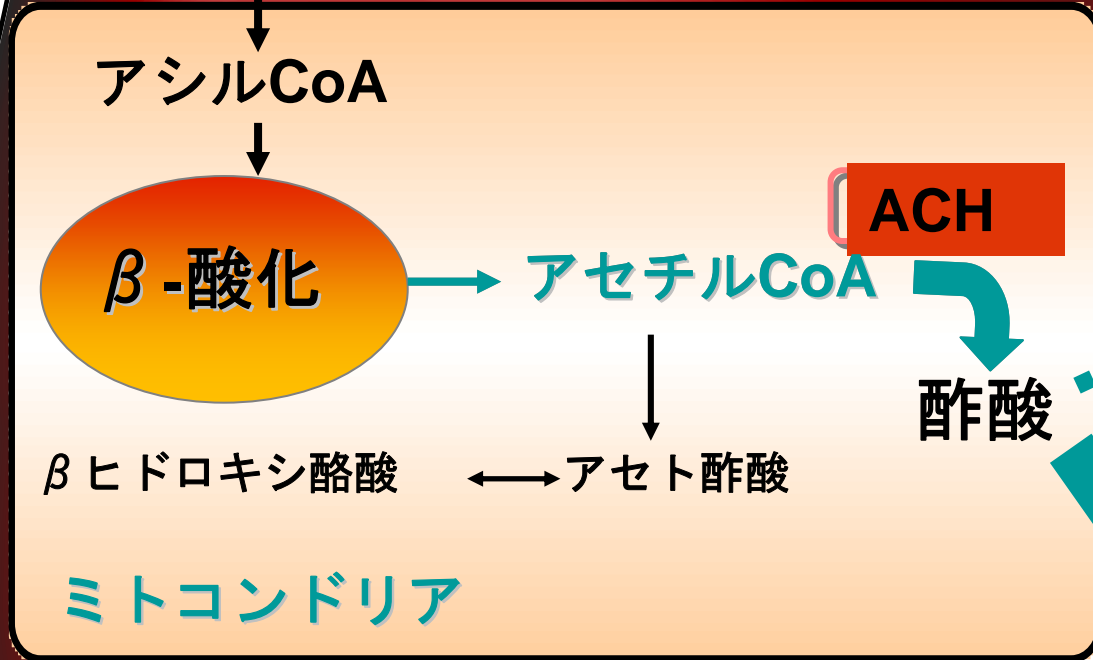 アシルCoA
ACH
β-酸化
アセチルCoA
酢酸
βヒドロキシ酪酸
アセト酢酸
ミトコンドリア